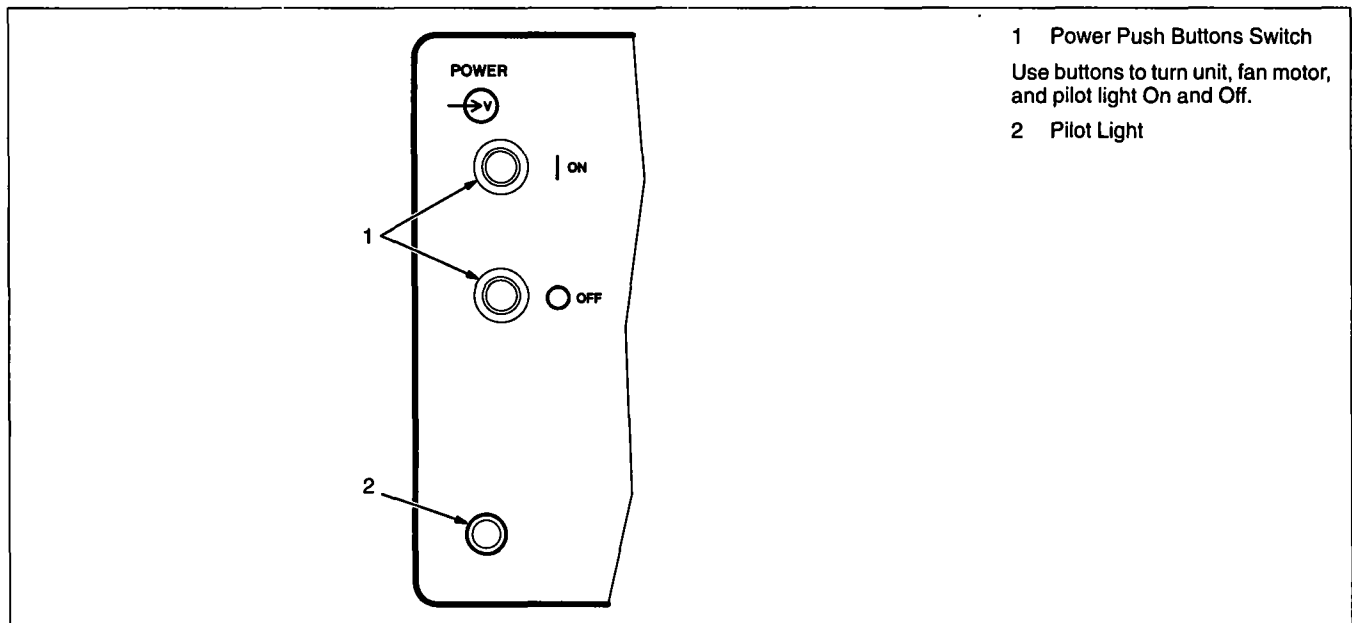 POWER
V
| ON
OFF
1
2
1 Power Push Buttons Switch
Use buttons to turn unit, fan motor,
and pilot light On and Off.
2 Pilot Light